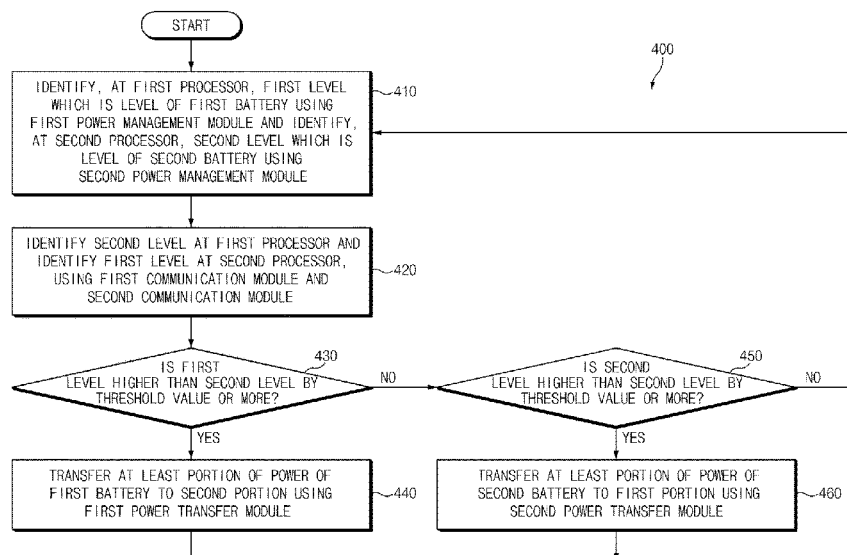 START
400
IDENTIFY, AT FIRST PROCESSOR, FIRST LEVEL
WHICH IS LEVEL OF FIRST BATTERY USING
FIRST POWER MANAGEMENT MODULE AND IDENTIFY,
AT SECOND PROCESSOR, SECOND LEVEL WHICH IS
LEVEL OF SECOND BATTERY USING
SECOND POWER MANAGEMENT MODULE
410
IDENTIFY SECOND LEVEL AT FIRST PROCESSOR AND
IDENTIFY FIRST LEVEL AT SECOND PROCESSOR,
USING FIRST COMMUNICATION MODULE AND
SECOND COMMUNICATION MODULE
420
IS FIRST
LEVEL HIGHER THAN SECOND LEVEL BY
THRESHOLD VALUE OR MORE?
430
NO
YES
IS SECOND
LEVEL HIGHER THAN SECOND LEVEL BY
THRESHOLD VALUE OR MORE?
450
NO
YES
TRANSFER AT LEAST PORTION OF POWER OF
FIRST BATTERY TO SECOND PORTION USING
FIRST POWER TRANSFER MODULE
440
TRANSFER AT LEAST PORTION OF POWER OF
SECOND BATTERY TO FIRST PORTION USING
SECOND POWER TRANSFER MODULE
460